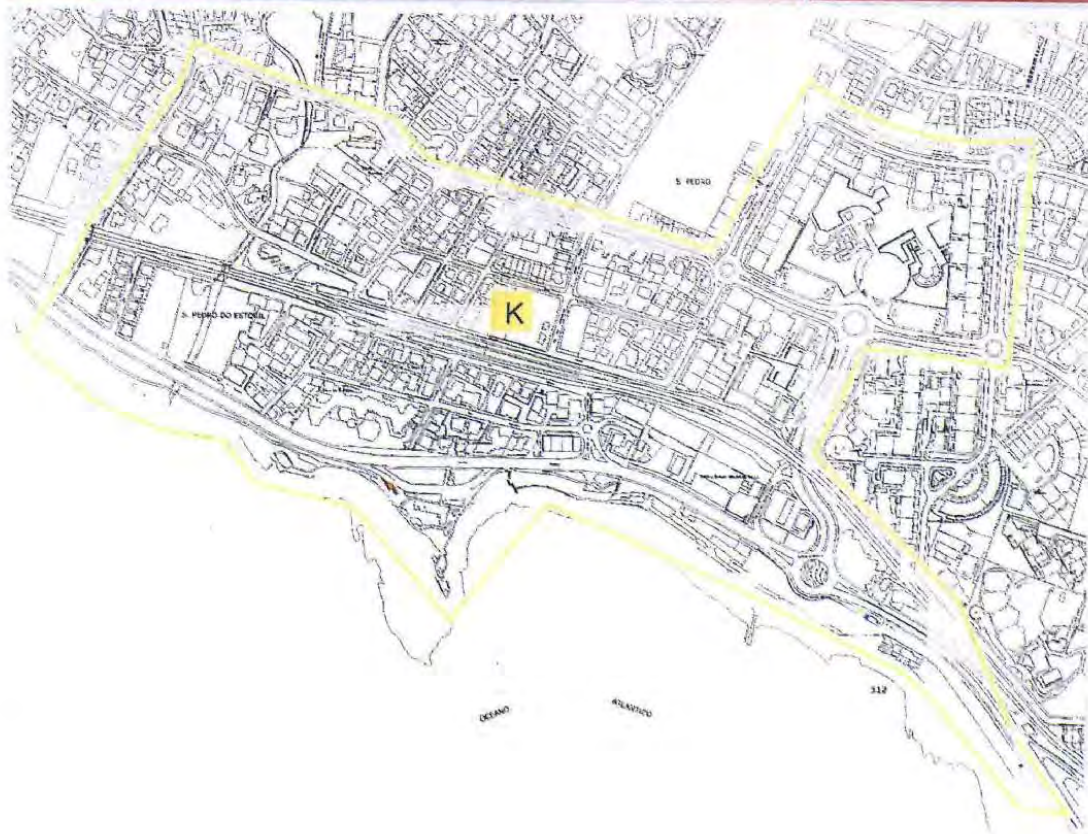 S. PEDRO
K
S. PEDRO DO ESTORIL
312
OCEANO
ATLANTICO